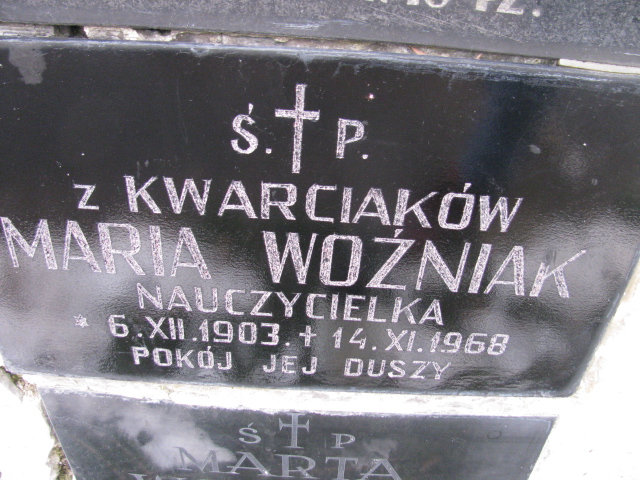 Ś. P.
z KWARCIAKÓW
MARIA WOŹNIAK
NAUCZYCIELKA
* 6.XII.1903. + 14.XI.1968
POKÓJ JEJ DUSZY
Ś P
MARTA